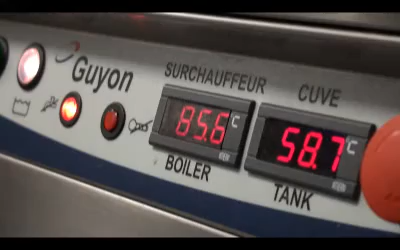 Guyon
SURCHAUFFEUR
85.6 °C
BOILER
CUVE
58.7 °C
TANK